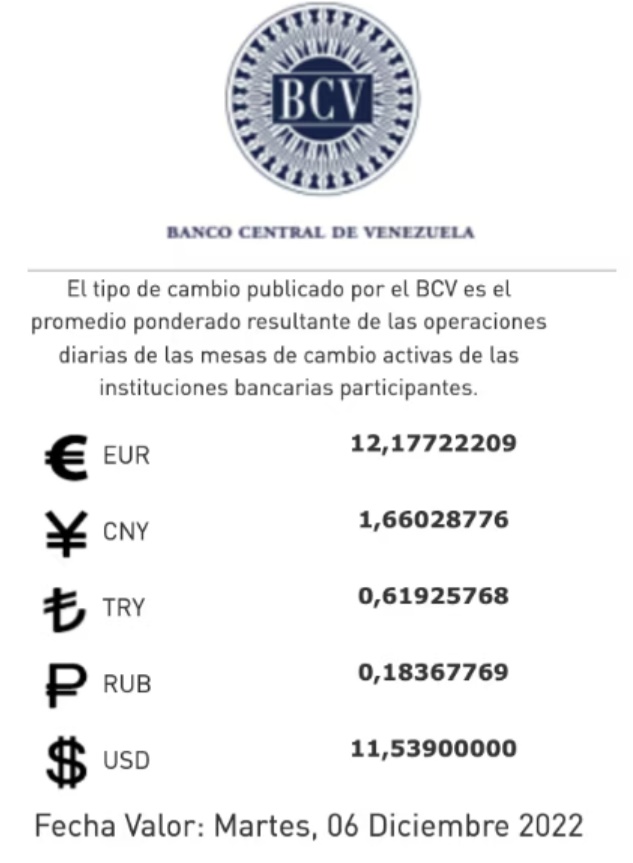 BCV
BANCO CENTRAL DE VENEZUELA
El tipo de cambio publicado por el BCV es el
promedio ponderado resultante de las operaciones
diarias de las mesas de cambio activas de las
instituciones bancarias participantes.
€ EUR 12,17722209
¥ CNY 1,66028776
₺ TRY 0,61925768
₽ RUB 0,18367769
$ USD 11,53900000
Fecha Valor: Martes, 06 Diciembre 2022